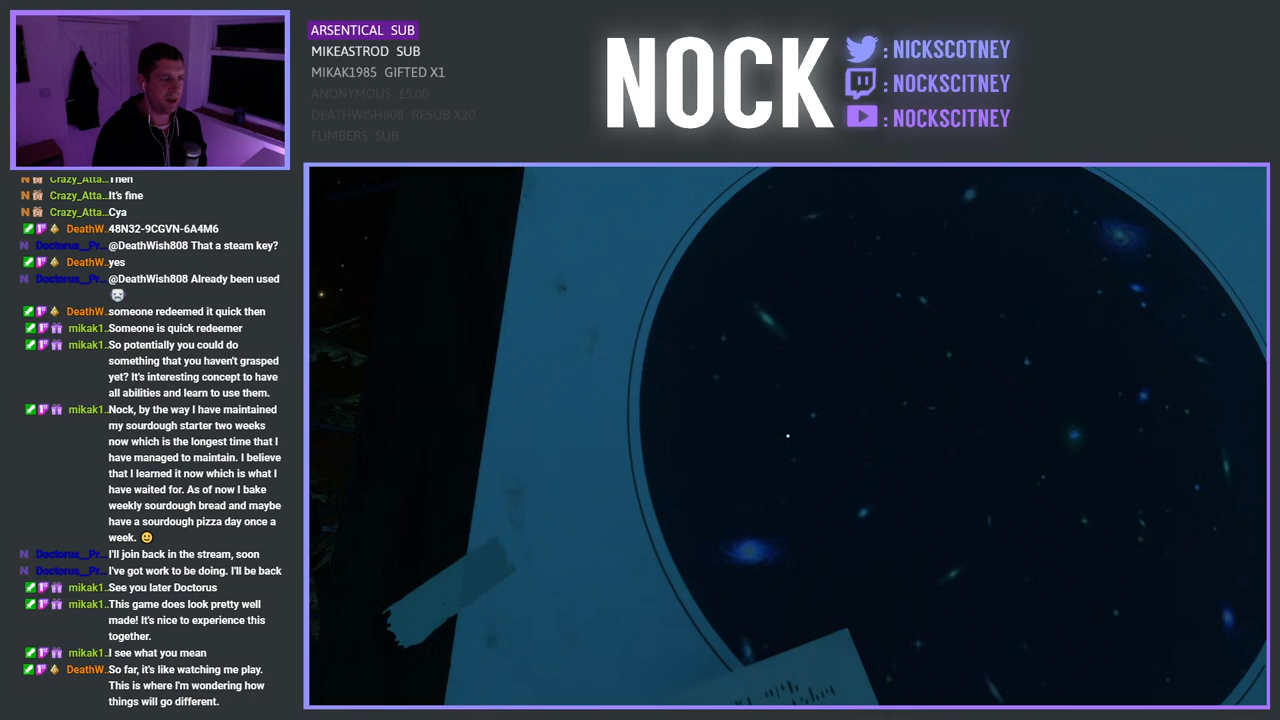 ARSENTICAL SUB
MIKEASTROD SUB
MIKAK1985 GIFTED X1
ANONYMOUS £5.00
DEATHWISH808 RESUB X20
FUMBERS SUB
NOCK
: NICKSCOTNEY
: NOCKSCITNEY
: NOCKSCITNEY
Crazy_Atta... Then
Crazy_Atta... It's fine
Crazy_Atta... Cya
DeathW.. 48N32-9CGVN-6A4M6
Doctorus__Pr... @DeathWish808 That a steam key?
DeathW.. yes
Doctorus__Pr... @DeathWish808 Already been used
DeathW.. someone redeemed it quick then
mikak1.. Someone is quick redeemer
mikak1.. So potentially you could do
something that you haven't grasped
yet? It's interesting concept to have
all abilities and learn to use them.
mikak1.. Nock, by the way I have maintained
my sourdough starter two weeks
now which is the longest time that I
have managed to maintain. I believe
that I learned it now which is what I
have waited for. As of now I bake
weekly sourdough bread and maybe
have a sourdough pizza day once a
week.
Doctorus__Pr... I'll join back in the stream, soon
Doctorus__Pr... I've got work to be doing. I'll be back
mikak1.. See you later Doctorus
mikak1.. This game does look pretty well
made! It's nice to experience this
together.
mikak1.. I see what you mean
DeathW.. So far, it's like watching me play.
This is where I'm wondering how
things will go different.